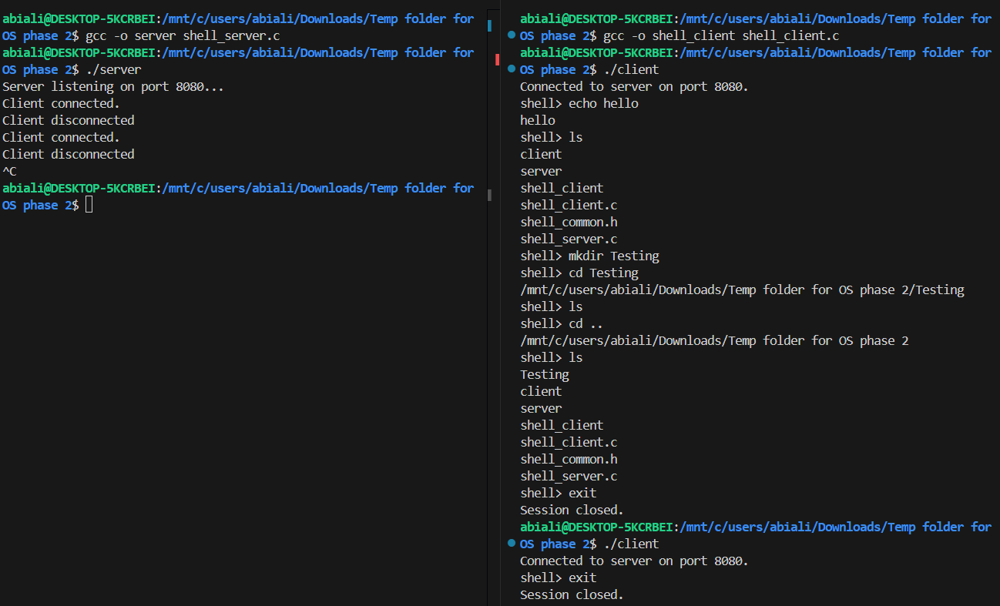 abiali@DESKTOP-5KCRBEI:/mnt/c/users/abiali/Downloads/Temp folder for
OS phase 2$ gcc -o server shell_server.c
abiali@DESKTOP-5KCRBEI:/mnt/c/users/abiali/Downloads/Temp folder for
OS phase 2$ ./server
Server listening on port 8080...
Client connected.
Client disconnected
Client connected.
Client disconnected
^C
abiali@DESKTOP-5KCRBEI:/mnt/c/users/abiali/Downloads/Temp folder for
OS phase 2$
abiali@DESKTOP-5KCRBEI:/mnt/c/users/abiali/Downloads/Temp folder for
OS phase 2$ gcc -o shell_client shell_client.c
abiali@DESKTOP-5KCRBEI:/mnt/c/users/abiali/Downloads/Temp folder for
OS phase 2$ ./client
Connected to server on port 8080.
shell> echo hello
hello
shell> ls
client
server
shell_client
shell_client.c
shell_common.h
shell_server.c
shell> mkdir Testing
shell> cd Testing
/mnt/c/users/abiali/Downloads/Temp folder for OS phase 2/Testing
shell> ls
shell> cd ..
/mnt/c/users/abiali/Downloads/Temp folder for OS phase 2
shell> ls
Testing
client
server
shell_client
shell_client.c
shell_common.h
shell_server.c
shell> exit
Session closed.
abiali@DESKTOP-5KCRBEI:/mnt/c/users/abiali/Downloads/Temp folder for
OS phase 2$ ./client
Connected to server on port 8080.
shell> exit
Session closed.